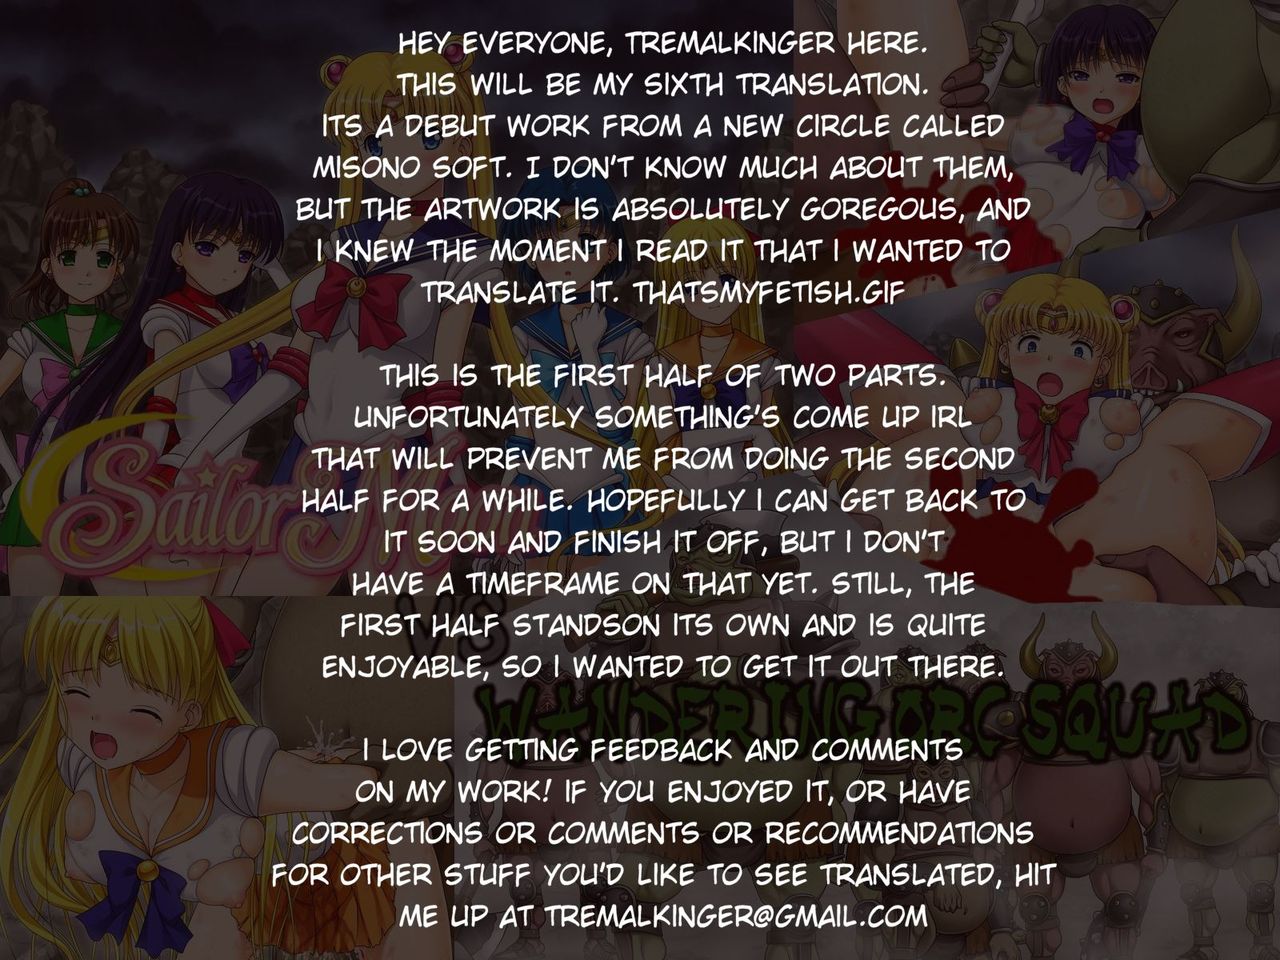 HEY EVERYONE, TREMALKINGER HERE.
THIS WILL BE MY SIXTH TRANSLATION.
ITS A DEBUT WORK FROM A NEW CIRCLE CALLED
MISONO SOFT. I DON'T KNOW MUCH ABOUT THEM,
BUT THE ARTWORK IS ABSOLUTELY GOREGOUS, AND
I KNEW THE MOMENT I READ IT THAT I WANTED TO
TRANSLATE IT. THATSMYFETISH.GIF
THIS IS THE FIRST HALF OF TWO PARTS.
UNFORTUNATELY SOMETHING'S COME UP IRL
THAT WILL PREVENT ME FROM DOING THE SECOND
HALF FOR A WHILE. HOPEFULLY I CAN GET BACK TO
IT SOON AND FINISH IT OFF, BUT I DON'T
HAVE A TIMEFRAME ON THAT YET. STILL, THE
FIRST HALF STANDSON ITS OWN AND IS QUITE
ENJOYABLE, SO I WANTED TO GET IT OUT THERE.
I LOVE GETTING FEEDBACK AND COMMENTS
ON MY WORK! IF YOU ENJOYED IT, OR HAVE
CORRECTIONS OR COMMENTS OR RECOMMENDATIONS
FOR OTHER STUFF YOU'D LIKE TO SEE TRANSLATED, HIT
ME UP AT TREMALKINGER@GMAIL.COM
Sailor Moon
VS
WANDERING ORC SQUAD